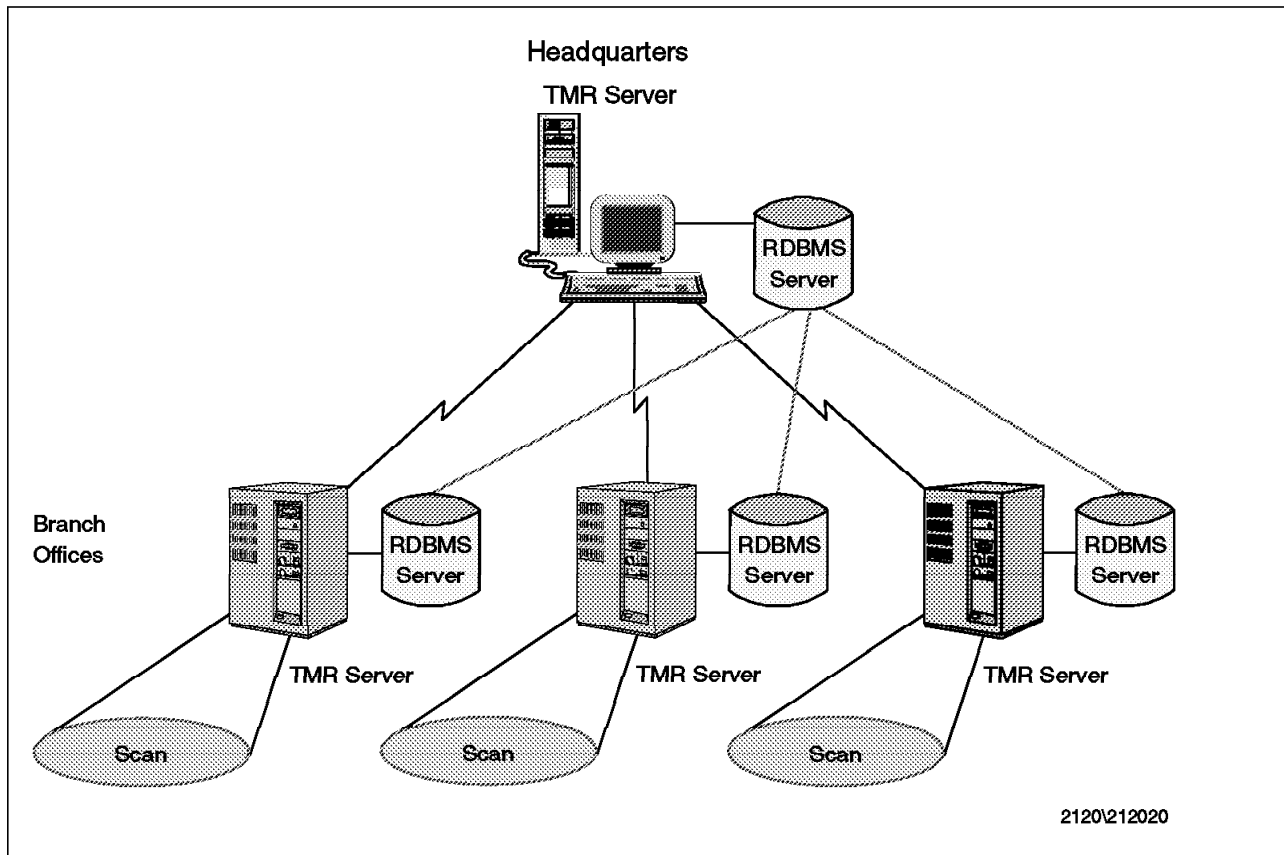 Headquarters
TMR Server
RDBMS
Server
Branch
Offices
RDBMS
Server
RDBMS
Server
RDBMS
Server
TMR Server
TMR Server
TMR Server
Scan
Scan
Scan
2120\212020